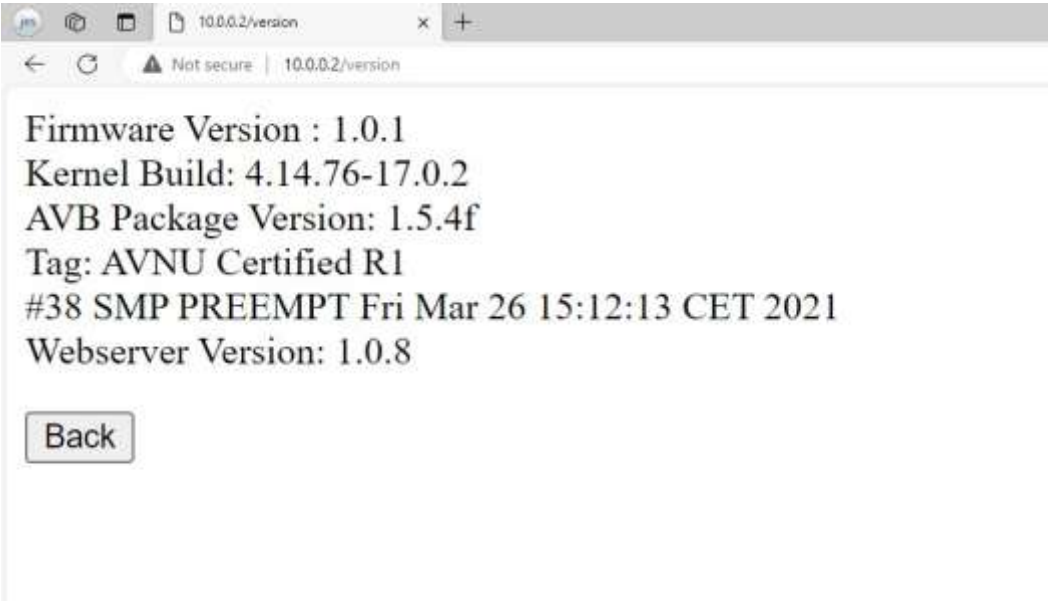 10.0.0.2/version
Not secure | 10.0.0.2/version
Firmware Version : 1.0.1
Kernel Build: 4.14.76-17.0.2
AVB Package Version: 1.5.4f
Tag: AVNU Certified R1
#38 SMP PREEMPT Fri Mar 26 15:12:13 CET 2021
Webserver Version: 1.0.8
Back